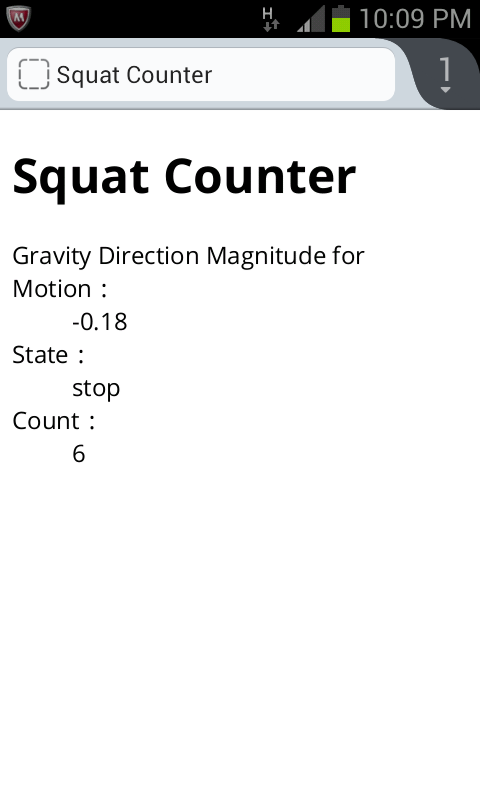 H
10:09 PM
Squat Counter
1
Squat Counter
Gravity Direction Magnitude for
Motion :
-0.18
State :
stop
Count :
6